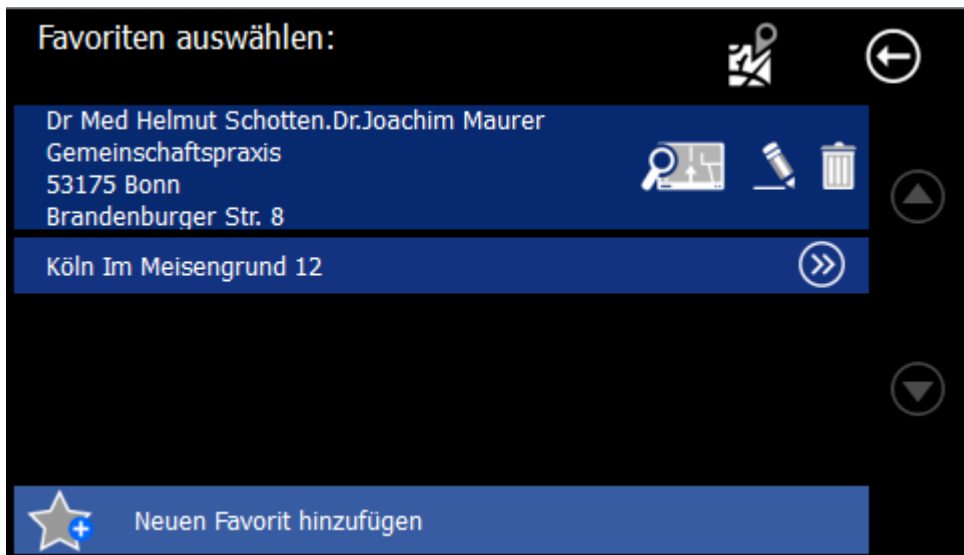 Favoriten auswählen:
Dr Med Helmut Schotten.Dr.Joachim Maurer
Gemeinschaftspraxis
53175 Bonn
Brandenburger Str. 8
Köln Im Meisengrund 12
Neuen Favorit hinzufügen